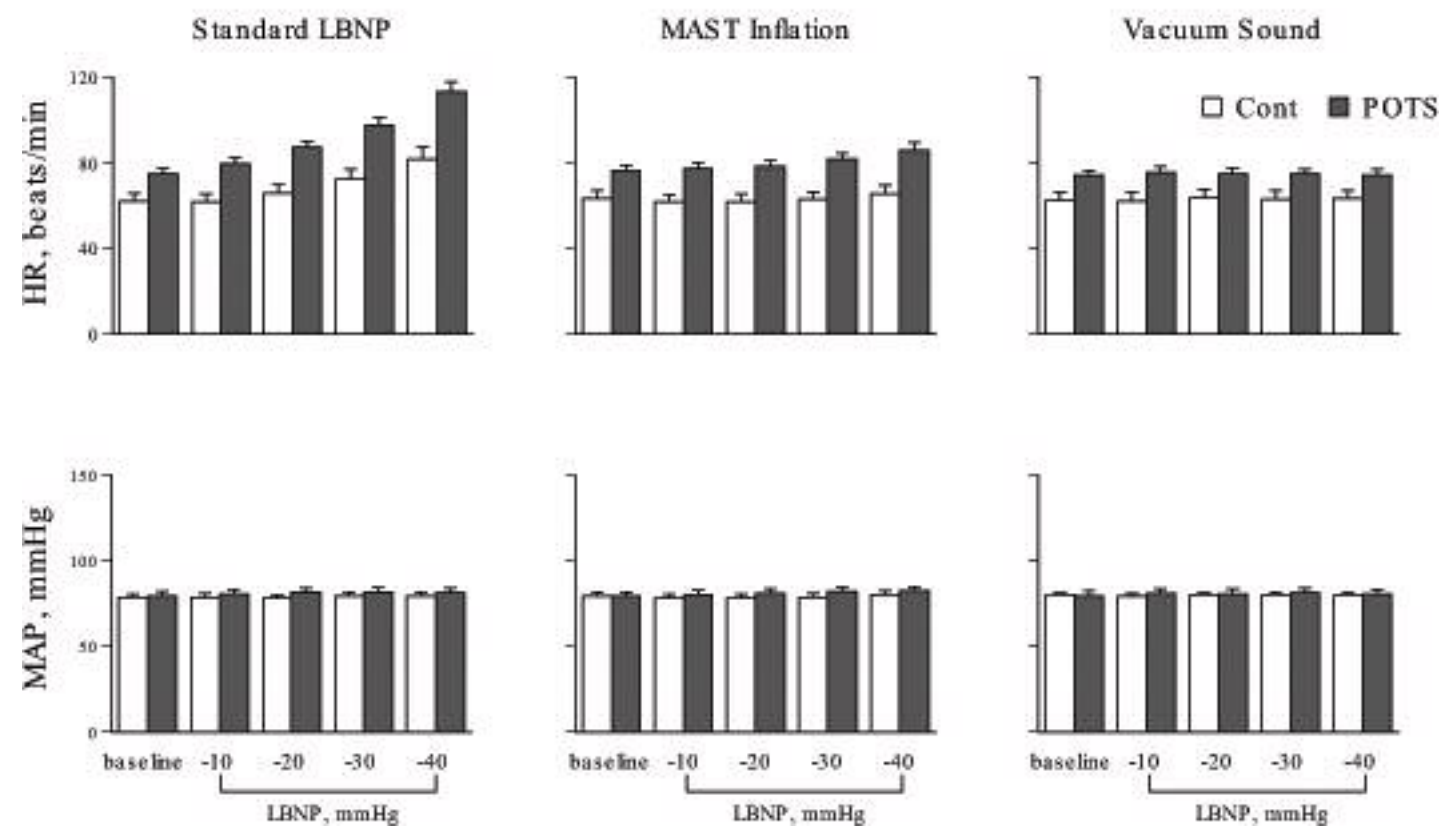 Standard LBNP MAST Inflation Vacuum Sound
HR, beats/min
120
80
40
0
Cont POTS
MAP, mmHg
150
100
50
0
baseline -10 -20 -30 -40 baseline -10 -20 -30 -40 baseline -10 -20 -30 -40
LBNP, mmHg LBNP, mmHg LBNP, mmHg